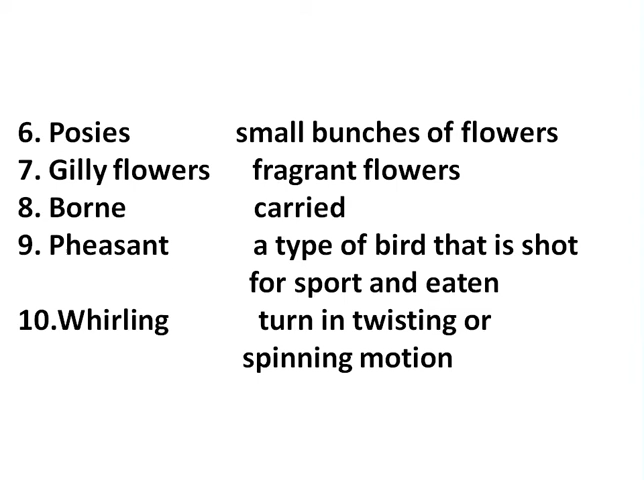 6. Posies small bunches of flowers
7. Gilly flowers fragrant flowers
8. Borne carried
9. Pheasant a type of bird that is shot
for sport and eaten
10.Whirling turn in twisting or
spinning motion